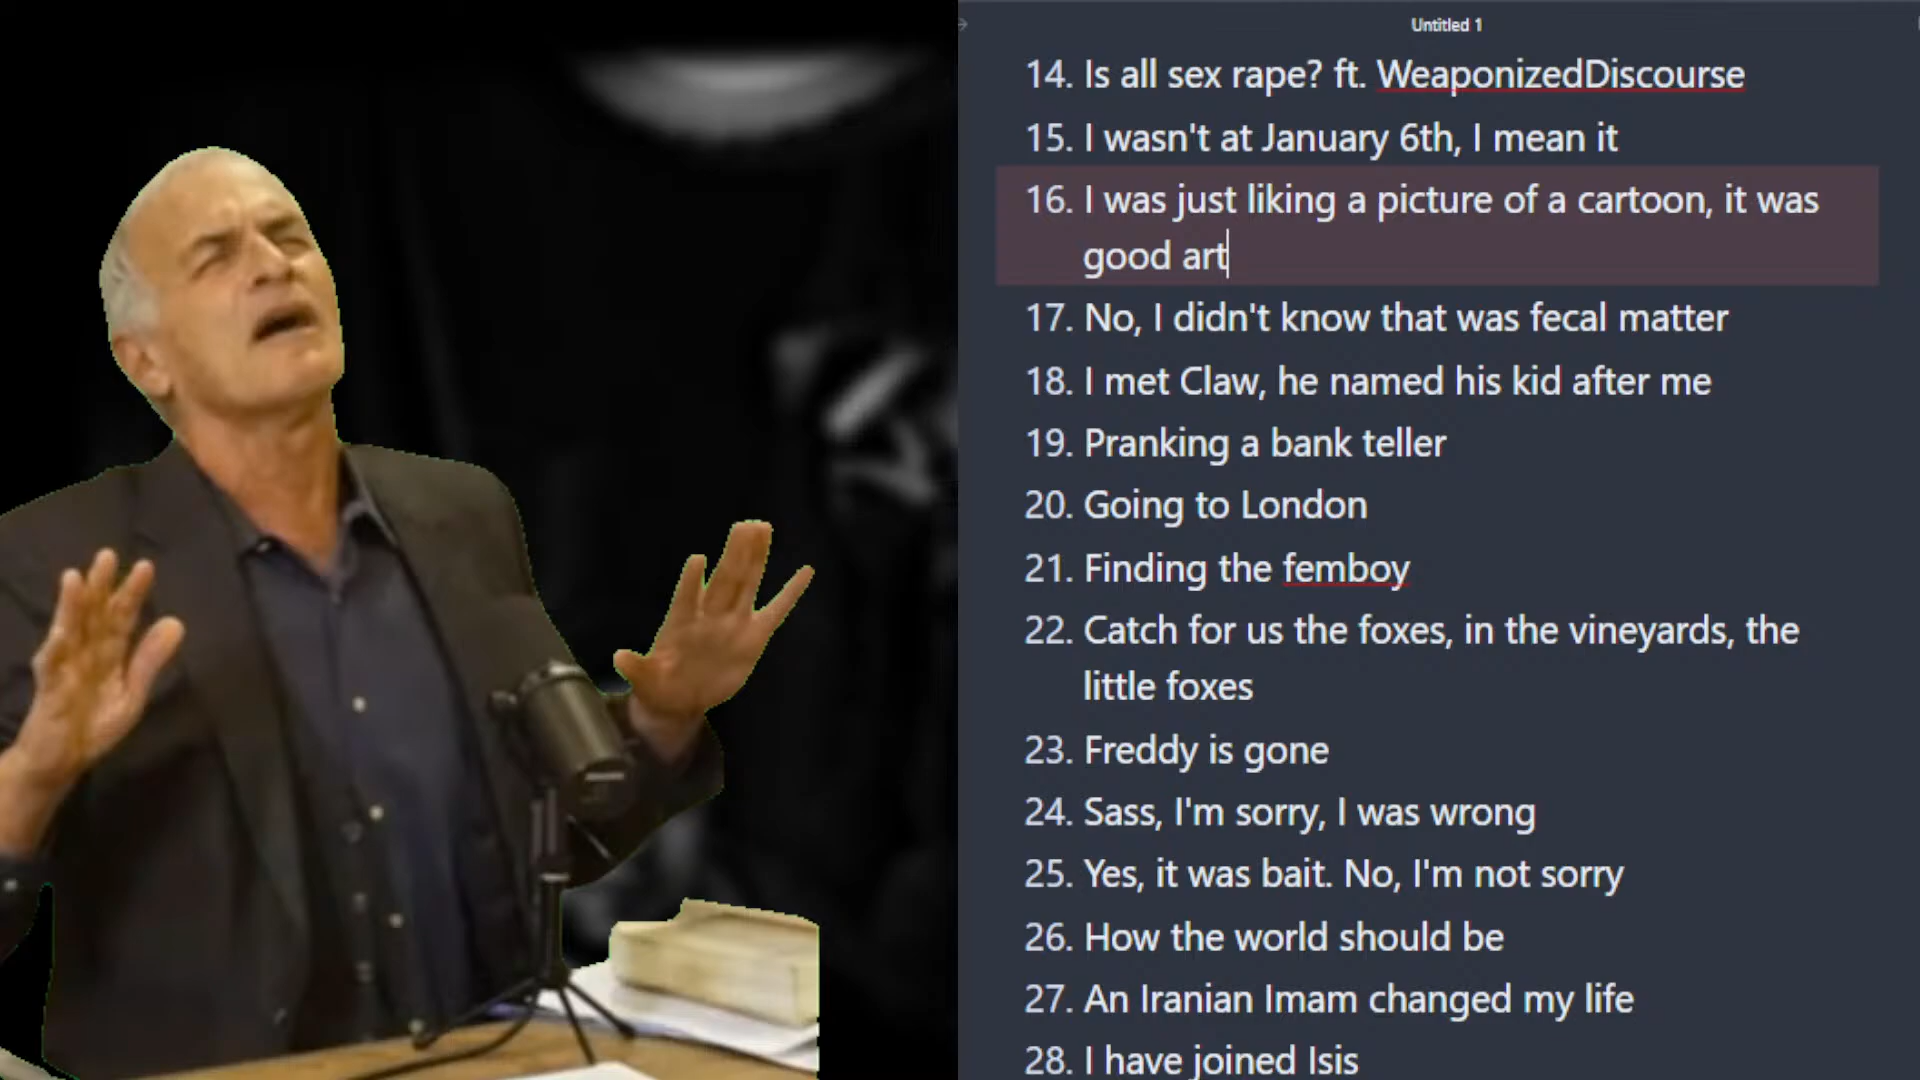 Untitled 1
14. Is all sex rape? ft. WeaponizedDiscourse
15. I wasn't at January 6th, I mean it
16. I was just liking a picture of a cartoon, it was
good art
17. No, I didn't know that was fecal matter
18. I met Claw, he named his kid after me
19. Pranking a bank teller
20. Going to London
21. Finding the femboy
22. Catch for us the foxes, in the vineyards, the
little foxes
23. Freddy is gone
24. Sass, I'm sorry, I was wrong
25. Yes, it was bait. No, I'm not sorry
26. How the world should be
27. An Iranian Imam changed my life
28. I have joined Isis